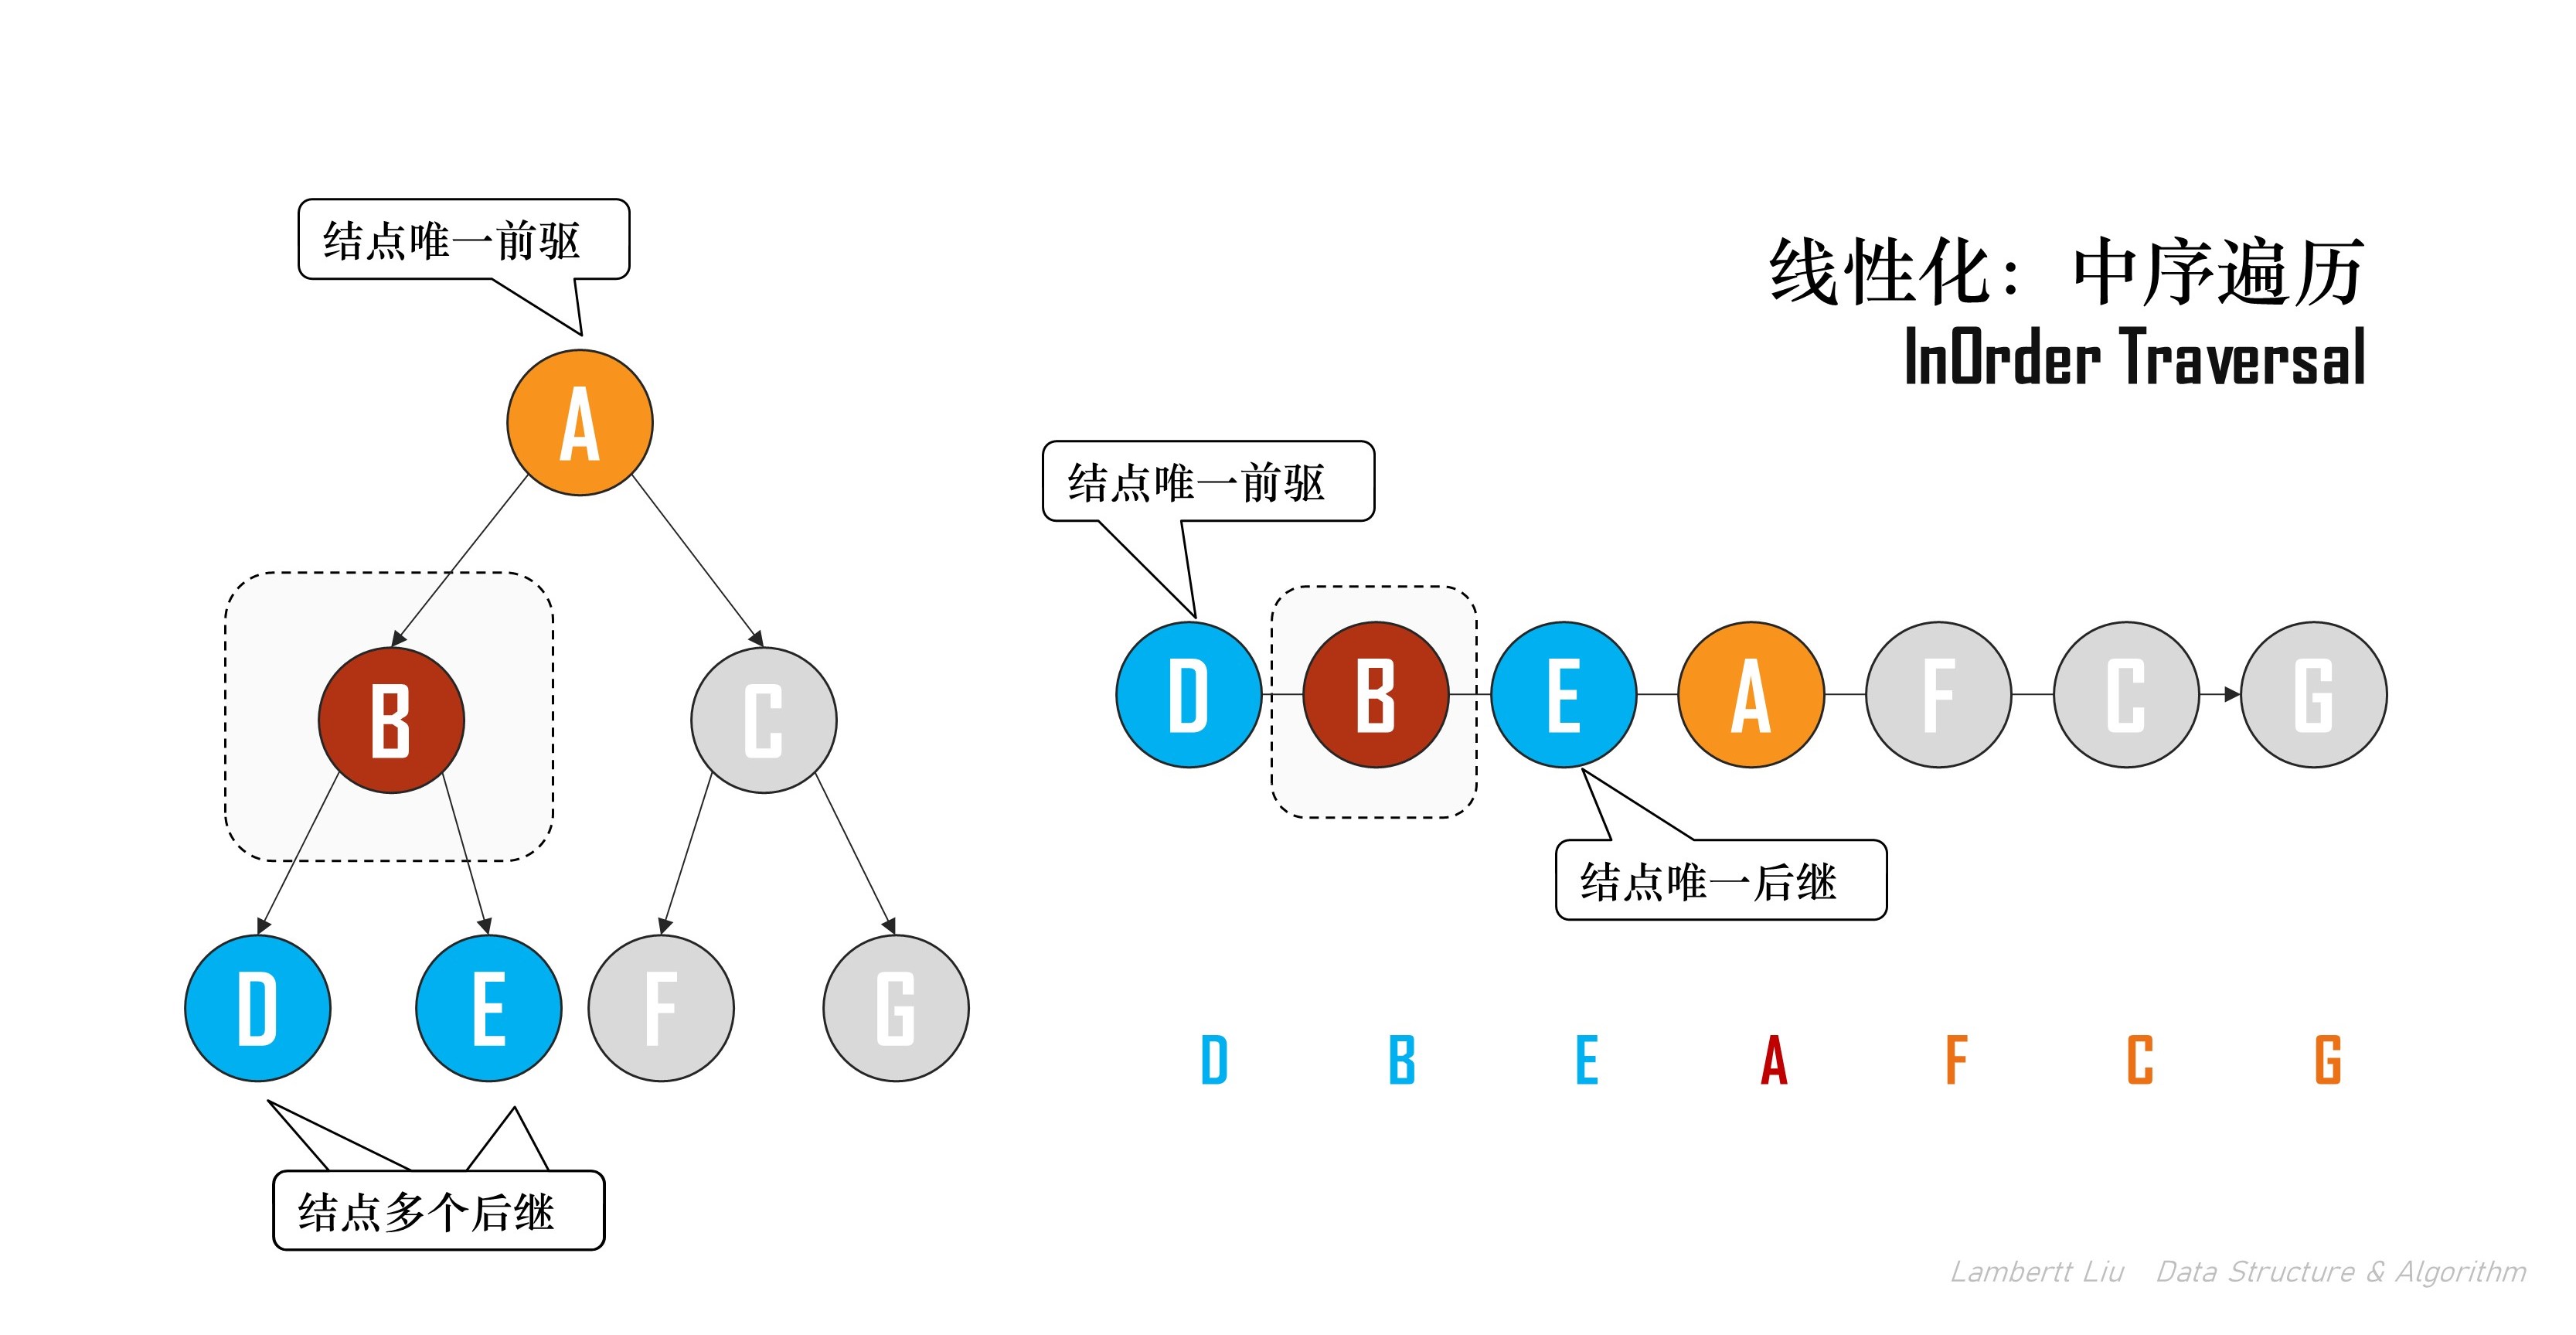 线性化：中序遍历
InOrder Traversal
结点唯一前驱
A
B
C
D
E
F
G
结点多个后继
结点唯一前驱
D B E A F C G
结点唯一后继
D B E A F C G
Lambertt Liu Data Structure & Algorithm